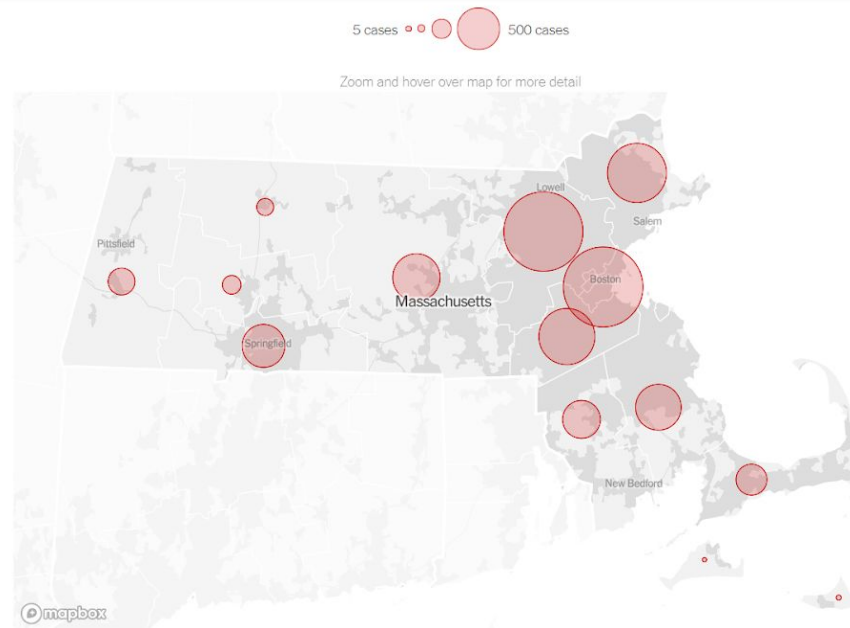 5 cases 500 cases
Zoom and hover over map for more detail
Lowell
Salem
Pittsfield
Boston
Massachusetts
Springfield
New Bedford
mapbox